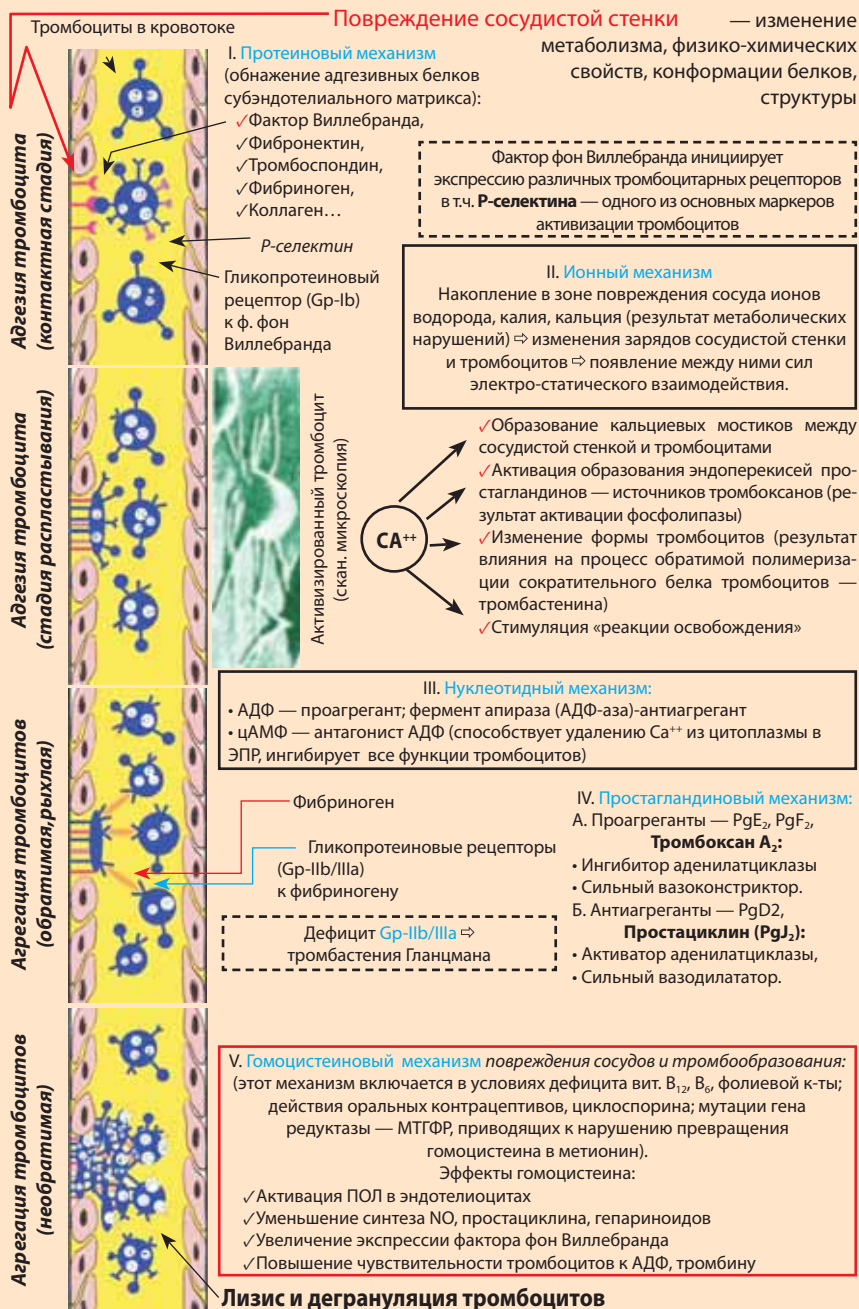 Тромбоциты в кровотоке
Повреждение сосудистой стенки — изменение
метаболизма, физико-химических
свойств, конформации белков,
структуры
Адгезия тромбоцита
(контактная стадия)
I. Протеиновый механизм
(обнажение адгезивных белков
субэндотелиального матрикса):
✓Фактор Виллебранда,
✓Фибронектин,
✓Тромбоспондин,
✓Фибриноген,
✓Коллаген…
Р-селектин
Гликопротеиновый
рецептор (Gp-Ib)
к ф. фон
Виллебранда
Фактор фон Виллебранда инициирует
экспрессию различных тромбоцитарных рецепторов
в т.ч. Р-селектина — одного из основных маркеров
активизации тромбоцитов
II. Ионный механизм
Накопление в зоне повреждения сосуда ионов
водорода, калия, кальция (результат метаболических
нарушений) ⇨ изменения зарядов сосудистой стенки
и тромбоцитов ⇨ появление между ними сил
электро-статического взаимодействия.
Адгезия тромбоцита
(стадия распластывания)
Активизированный тромбоцит
(скан. микроскопия)
СА⁺⁺
✓Образование кальциевых мостиков между
сосудистой стенкой и тромбоцитами
✓Активация образования эндоперекисей про-
стагландинов — источников тромбоксанов (ре-
зультат активации фосфолипазы)
✓Изменение формы тромбоцитов (результат
влияния на процесс обратимой полимериза-
ции сократительного белка тромбоцитов —
тромбастенина)
✓Стимуляция «реакции освобождения»
III. Нуклеотидный механизм:
• АДФ — проагрегант; фермент апираза (АДФ-аза)-антиагрегант
• цАМФ — антагонист АДФ (способствует удалению Ca⁺⁺ из цитоплазмы в
ЭПР, ингибирует все функции тромбоцитов)
Агрегация тромбоцитов
(обратимая,рыхлая)
Фибриноген
Гликопротеиновые рецепторы
(Gp-IIb/IIIa)
к фибриногену
Дефицит Gp-IIb/IIIa ⇨
тромбастения Гланцмана
IV. Простагландиновый механизм:
А. Проагреганты — PgE₂, PgF₂,
Тромбоксан А₂:
• Ингибитор аденилатциклазы
• Сильный вазоконстриктор.
Б. Антиагреганты — PgD2,
Простациклин (PgJ₂):
• Активатор аденилатциклазы,
• Сильный вазодилататор.
Агрегация тромбоцитов
(необратимая)
V. Гомоцистеиновый механизм повреждения сосудов и тромбообразования:
(этот механизм включается в условиях дефицита вит. В₁₂, В₆, фолиевой к-ты;
действия оральных контрацептивов, циклоспорина; мутации гена
редуктазы — МТГФР, приводящих к нарушению превращения
гомоцистеина в метионин).
Эффекты гомоцистеина:
✓Активация ПОЛ в эндотелиоцитах
✓Уменьшение синтеза NO, простациклина, гепариноидов
✓Увеличение экспрессии фактора фон Виллебранда
✓Повышение чувствительности тромбоцитов к АДФ, тромбину
Лизис и дегрануляция тромбоцитов